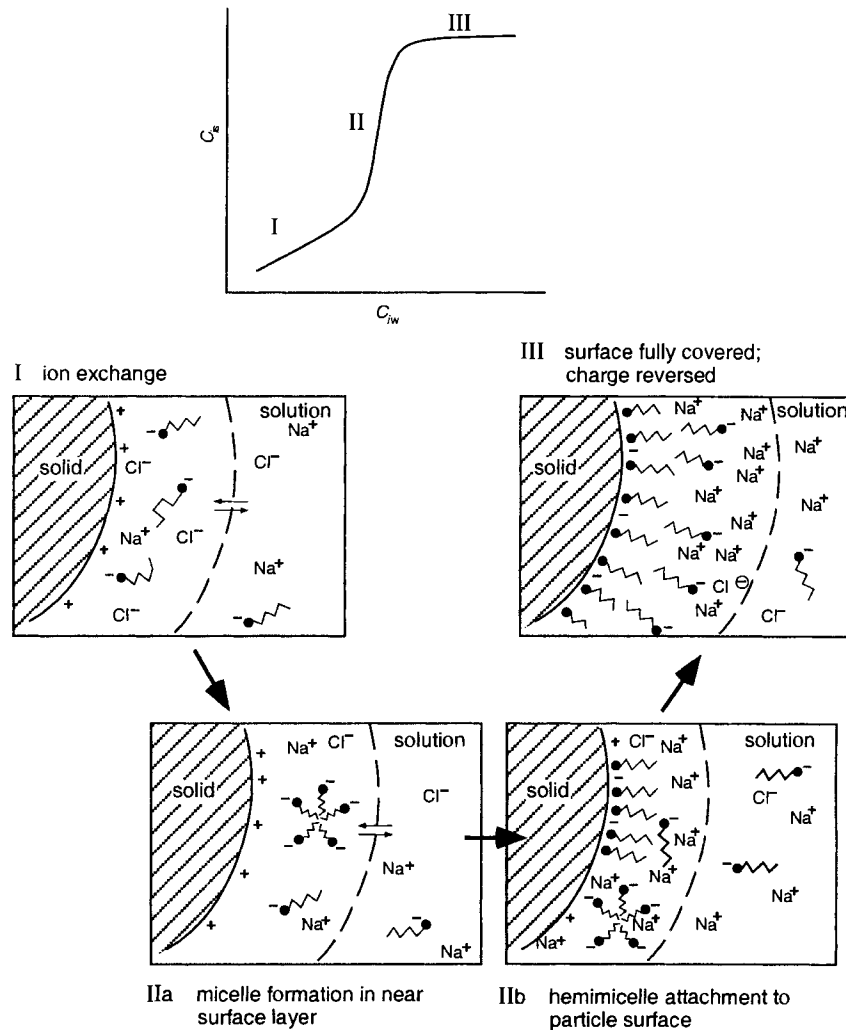 III
II
I
C_is
C_iw
I ion exchange
III surface fully covered;
charge reversed
solution
Na⁺
solid
Cl⁻
Cl⁻
Na⁺
Cl⁻
Na⁺
Cl⁻
Na⁺
Na⁺
solution
Na⁺
Na⁺
Na⁺
solid
Na⁺
Na⁺
Na⁺
Na⁺
Na⁺
Na⁺
Cl ⊖
Na⁺
Cl⁻
Na⁺
Cl⁻
solution
solid
Cl⁻
Na⁺
Na⁺
Na⁺
Cl⁻
Na⁺
solution
solid
Na⁺
Cl⁻
Na⁺
Na⁺
Na⁺
Na⁺
Na⁺
Na⁺
Na⁺
Na⁺
IIa micelle formation in near
surface layer
IIb hemimicelle attachment to
particle surface